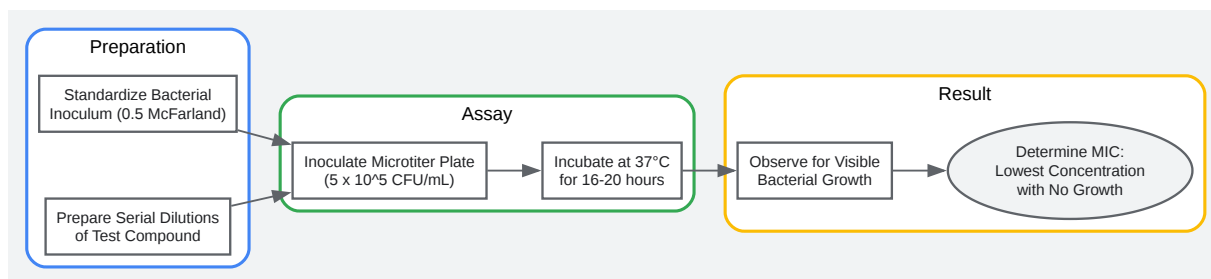 Preparation
Standardize Bacterial
Inoculum (0.5 McFarland)
Prepare Serial Dilutions
of Test Compound
Assay
Inoculate Microtiter Plate
(5 x 10^5 CFU/mL)
Incubate at 37°C
for 16-20 hours
Result
Observe for Visible
Bacterial Growth
Determine MIC:
Lowest Concentration
with No Growth